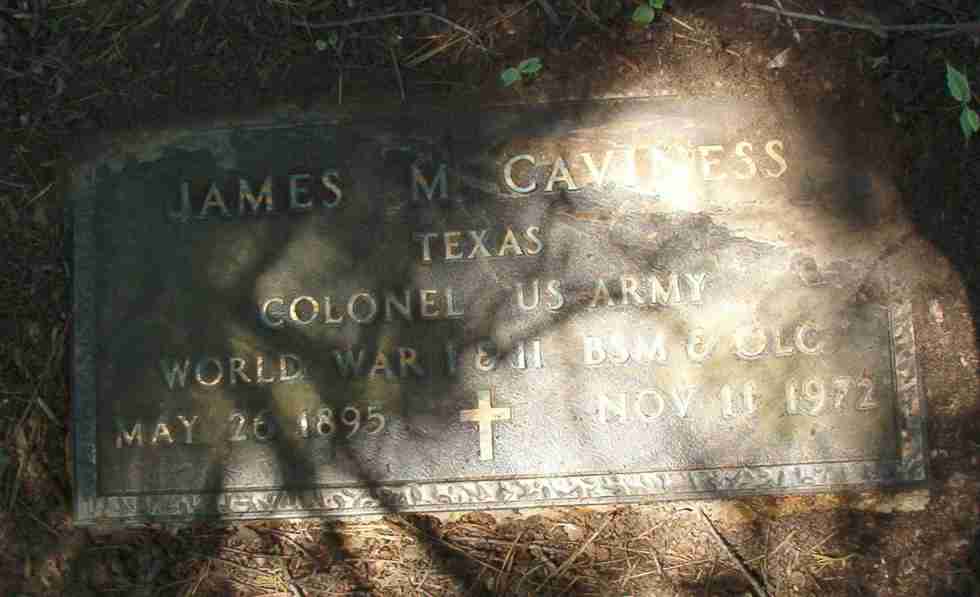 JAMES M CAVINESS
TEXAS
COLONEL US ARMY
WORLD WAR I & II BSM & OLC
MAY 26 1895 NOV 11 1972